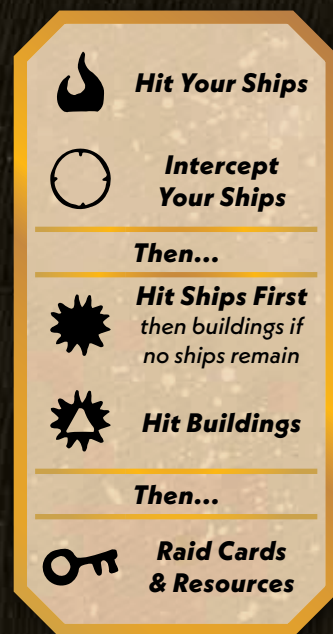 Hit Your Ships
Intercept
Your Ships
Then...
Hit Ships First
then buildings if
no ships remain
Hit Buildings
Then...
Raid Cards
& Resources